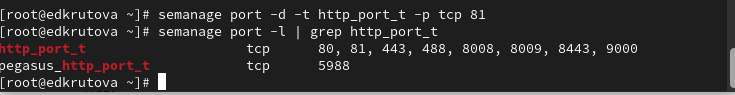 [root@edkrutova ~]# semanage port -d -t http_port_t -p tcp 81
[root@edkrutova ~]# semanage port -l | grep http_port_t
http_port_t                    tcp      80, 81, 443, 488, 8008, 8009, 8443, 9000
pegasus_http_port_t            tcp      5988
[root@edkrutova ~]#